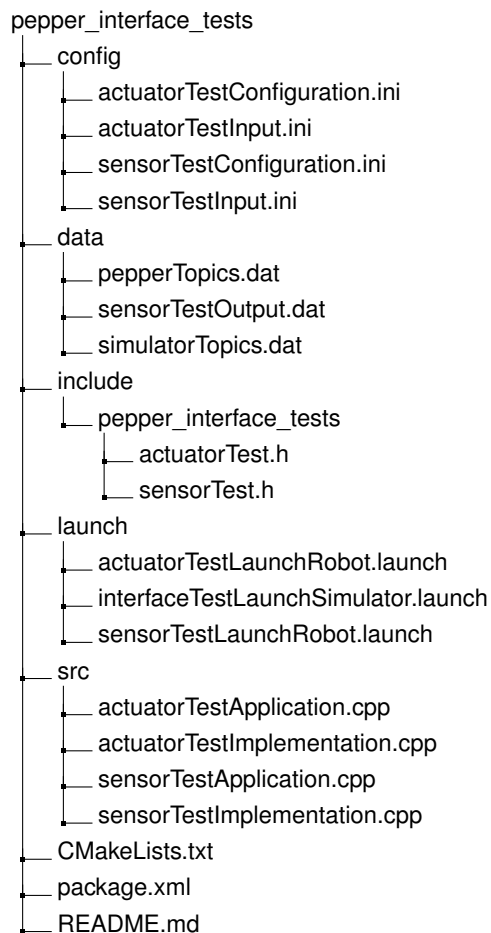 pepper_interface_tests
config
actuatorTestConfiguration.ini
actuatorTestInput.ini
sensorTestConfiguration.ini
sensorTestInput.ini
data
pepperTopics.dat
sensorTestOutput.dat
simulatorTopics.dat
include
pepper_interface_tests
actuatorTest.h
sensorTest.h
launch
actuatorTestLaunchRobot.launch
interfaceTestLaunchSimulator.launch
sensorTestLaunchRobot.launch
src
actuatorTestApplication.cpp
actuatorTestImplementation.cpp
sensorTestApplication.cpp
sensorTestImplementation.cpp
CMakeLists.txt
package.xml
README.md